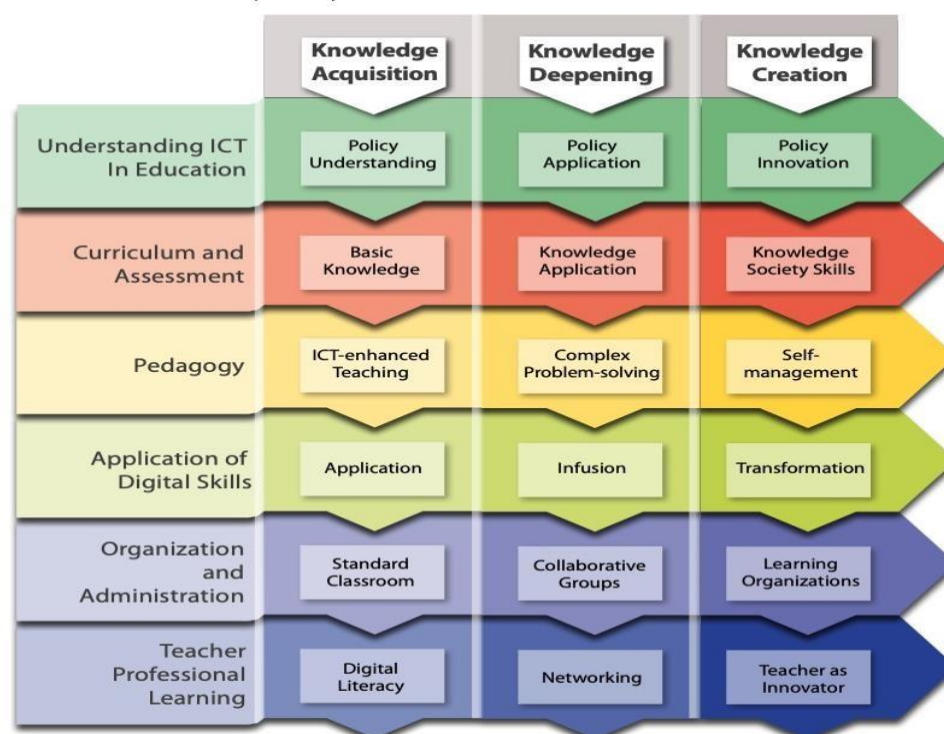 Knowledge
Acquisition
Knowledge
Deepening
Knowledge
Creation
Understanding ICT
In Education
Policy
Understanding
Policy
Application
Policy
Innovation
Curriculum and
Assessment
Basic
Knowledge
Knowledge
Application
Knowledge
Society Skills
Pedagogy
ICT-enhanced
Teaching
Complex
Problem-solving
Self-
management
Application of
Digital Skills
Application
Infusion
Transformation
Organization
and
Administration
Standard
Classroom
Collaborative
Groups
Learning
Organizations
Teacher
Professional
Learning
Digital
Literacy
Networking
Teacher as
Innovator